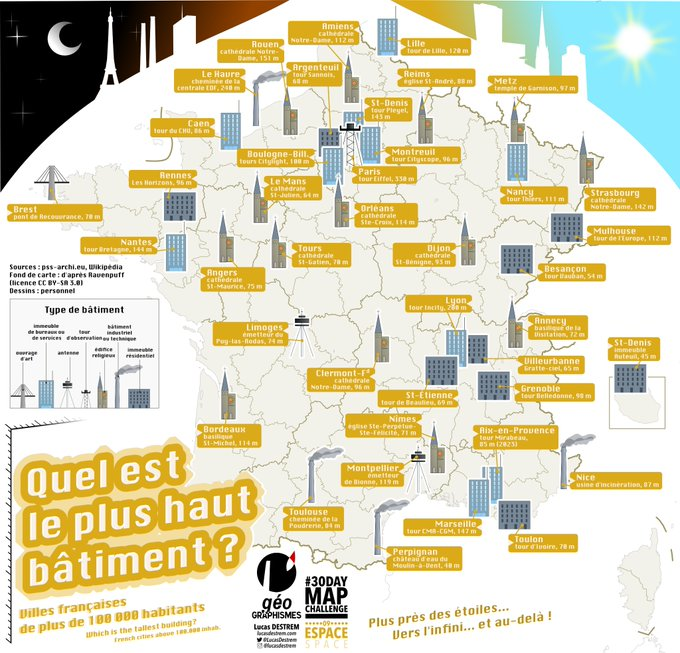 Amiens
cathédrale
Notre-Dame, 112 m
Lille
tour de Lille, 120 m
Rouen
cathédrale
Notre-Dame, 151 m
Argenteuil
tour Sannois,
68 m
Reims
église St-André, 88 m
Le Havre
cheminée de la
centrale EDF, 240 m
Metz
temple de Garnison, 97 m
St-Denis
tour Pleyel,
143 m
Caen
tour du CHU, 86 m
Boulogne-Bill.
tours Citylight, 100 m
Montreuil
tour Cityscope, 96 m
Paris
tour Eiffel, 330 m
Rennes
Les Horizons, 96 m
Le Mans
cathédrale
St-Julien, 64 m
Orléans
cathédrale
Ste-Croix, 114 m
Nancy
tour Thiers, 111 m
Strasbourg
cathédrale
Notre-Dame, 142 m
Brest
pont de Recouvrance, 70 m
Mulhouse
tour de l'Europe, 112 m
Nantes
tour Bretagne, 144 m
Tours
cathédrale
St-Gatien, 70 m
Dijon
cathédrale
St-Bénigne, 93 m
Besançon
tour Vauban, 54 m
Angers
cathédrale
St-Maurice, 75 m
Sources : pss-archi.eu, Wikipédia
Fond de carte : d'après Ravenpuff
(licence CC BY-SA 3.0)
Dessins : personnel
Type de bâtiment
immeuble
de bureaux ou
de services
tour
d'observation
bâtiment
industriel
ou technique
ouvrage
d'art
antenne
édifice
religieux
immeuble
résidentiel
Lyon
tour Incity, 200 m
Limoges
émetteur du
Puy-las-Rodas, 74 m
Annecy
basilique de la
Visitation, 72 m
St-Denis
immeuble
Auteuil, 45 m
Villeurbanne
Gratte-ciel, 65 m
Clermont-Fd
cathédrale
Notre-Dame, 96 m
Grenoble
tour Belledonne, 98 m
St-Étienne
tour de Beaulieu, 69 m
Bordeaux
basilique
St-Michel, 114 m
Nîmes
église Ste-Perpetue-
Ste-Félicité, 71 m
Aix-en-Provence
tour Mirabeau,
85 m (2023)
Montpellier
émetteur
de Bionne, 119 m
Nice
usine d'incinération, 87 m
Toulouse
cheminée de la
Poudrerie, 84 m
Marseille
tour CMA-CGM, 147 m
Toulon
tour d'Ivoire, 70 m
Perpignan
château d'eau du
Moulin-à-Vent, 40 m
Quel est
le plus haut
bâtiment ?
Villes françaises
de plus de 100 000 habitants
Which is the tallest building?
French cities above 100.000 inhab.
géo
GRAPHISMES
Lucas DESTREM
lucasdestrem.com
@LucasDestrem
@lucasdestrem
#30DAY
MAP
CHALLENGE
09
ESPACE
SPACE
Plus près des étoiles...
Vers l'infini... et au-delà !